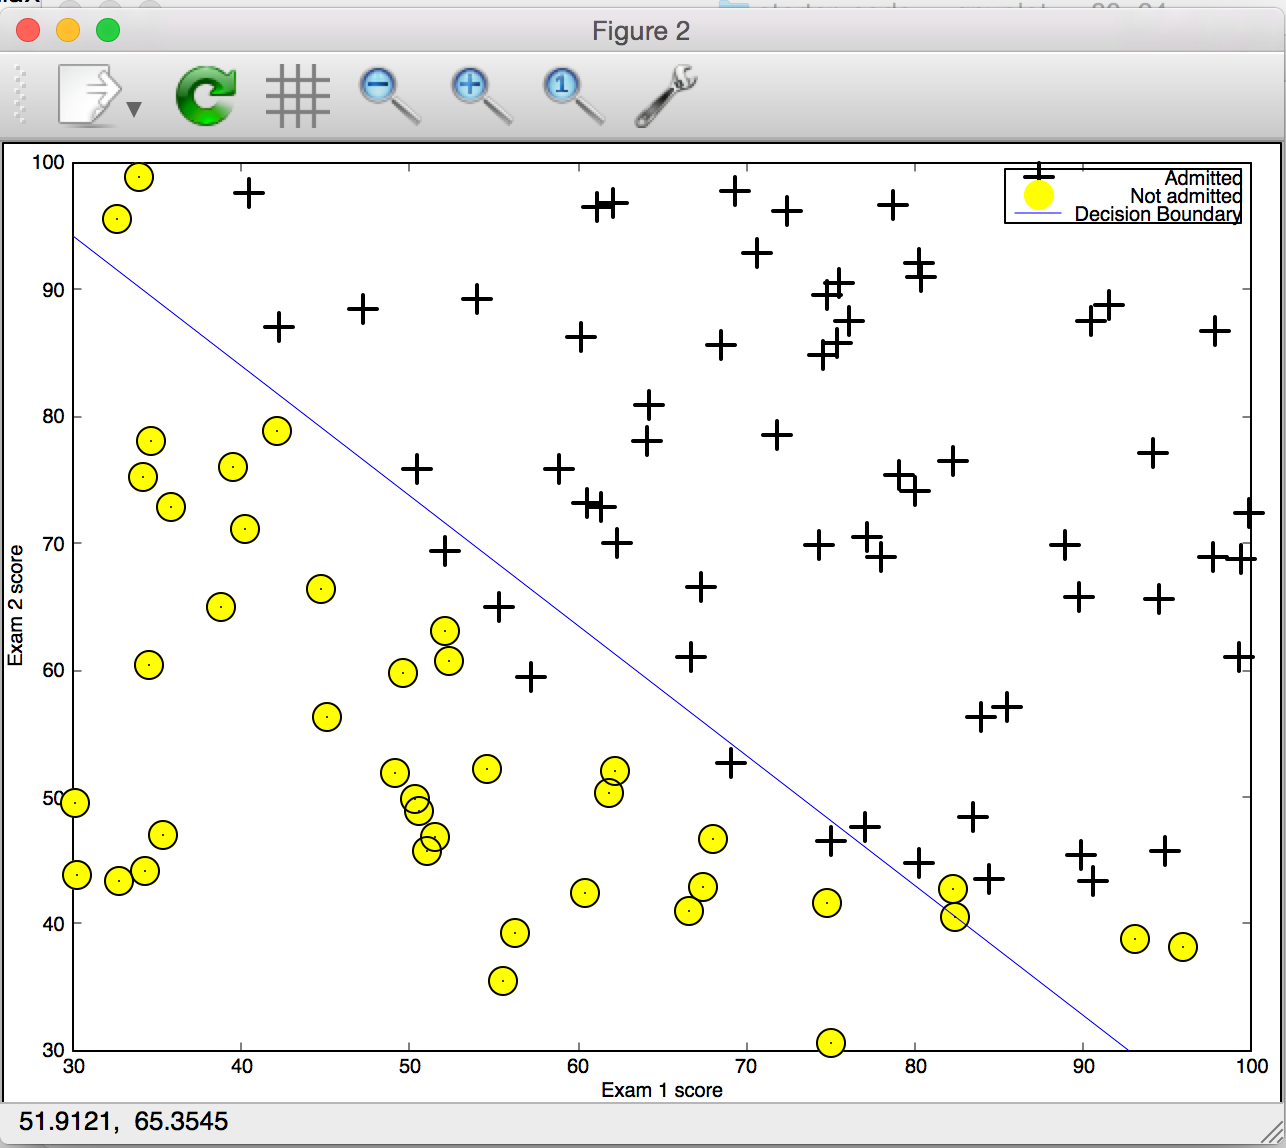 Figure 2
1
100
90
80
70
60
50
40
30
Exam 2 score
Admitted
Not admitted
Decision Boundary
30 40 50 60 70 80 90 100
Exam 1 score
51.9121, 65.3545